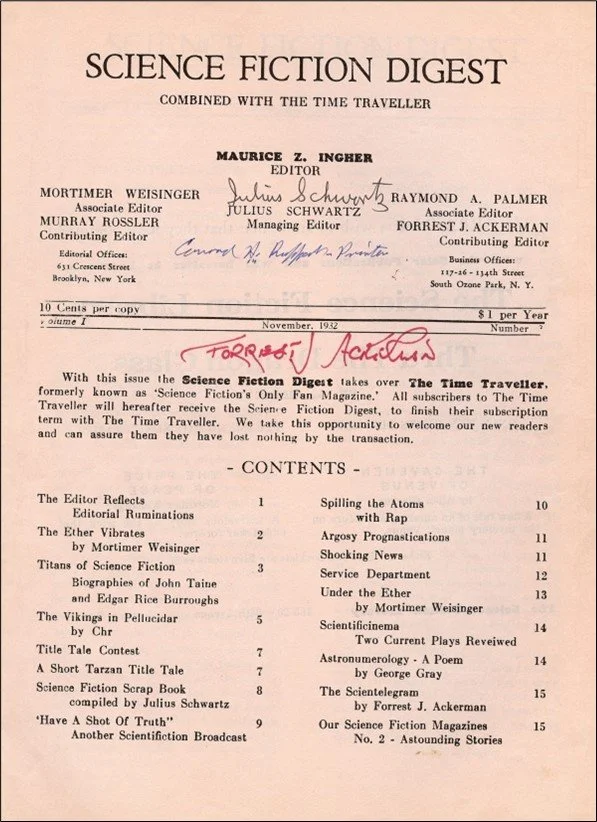 SCIENCE FICTION DIGEST
COMBINED WITH THE TIME TRAVELLER
MAURICE Z. INGHER
EDITOR
MORTIMER WEISINGER
Associate Editor
MURRAY ROSSLER
Contributing Editor
Editorial Offices:
631 Crescent Street
Brooklyn, New York
Julius Schwartz
JULIUS SCHWARTZ
Managing Editor
Conrad H. Ruppert Printer
RAYMOND A. PALMER
Associate Editor
FORREST J. ACKERMAN
Contributing Editor
Business Offices:
117-26 - 134th Street
South Ozone Park, N. Y.
10 Cents per copy
$1 per Year
Volume I
November, 1932
Number
FORREST J ACKERMAN
With this issue the Science Fiction Digest takes over The Time Traveller,
formerly known as 'Science Fiction's Only Fan Magazine.' All subscribers to The Time
Traveller will hereafter receive the Science Fiction Digest, to finish their subscription
term with The Time Traveller. We take this opportunity to welcome our new readers
and can assure them they have lost nothing by the transaction.
- CONTENTS -
The Editor Reflects 1
Editorial Ruminations
The Ether Vibrates 2
by Mortimer Weisinger
Titans of Science Fiction 3
Biographies of John Taine
and Edgar Rice Burroughs
The Vikings in Pellucidar 5
by Chr
Title Tale Contest 7
A Short Tarzan Title Tale 7
Science Fiction Scrap Book 8
compiled by Julius Schwartz
'Have A Shot Of Truth" 9
Another Scientifiction Broadcast
Spilling the Atoms 10
with Rap
Argosy Prognastications 11
Shocking News 11
Service Department 12
Under the Ether 13
by Mortimer Weisinger
Scientificinema 14
Two Current Plays Reveiwed
Astronumerology - A Poem 14
by George Gray
The Scientelegram 15
by Forrest J. Ackerman
Our Science Fiction Magazines 15
No. 2 - Astounding Stories